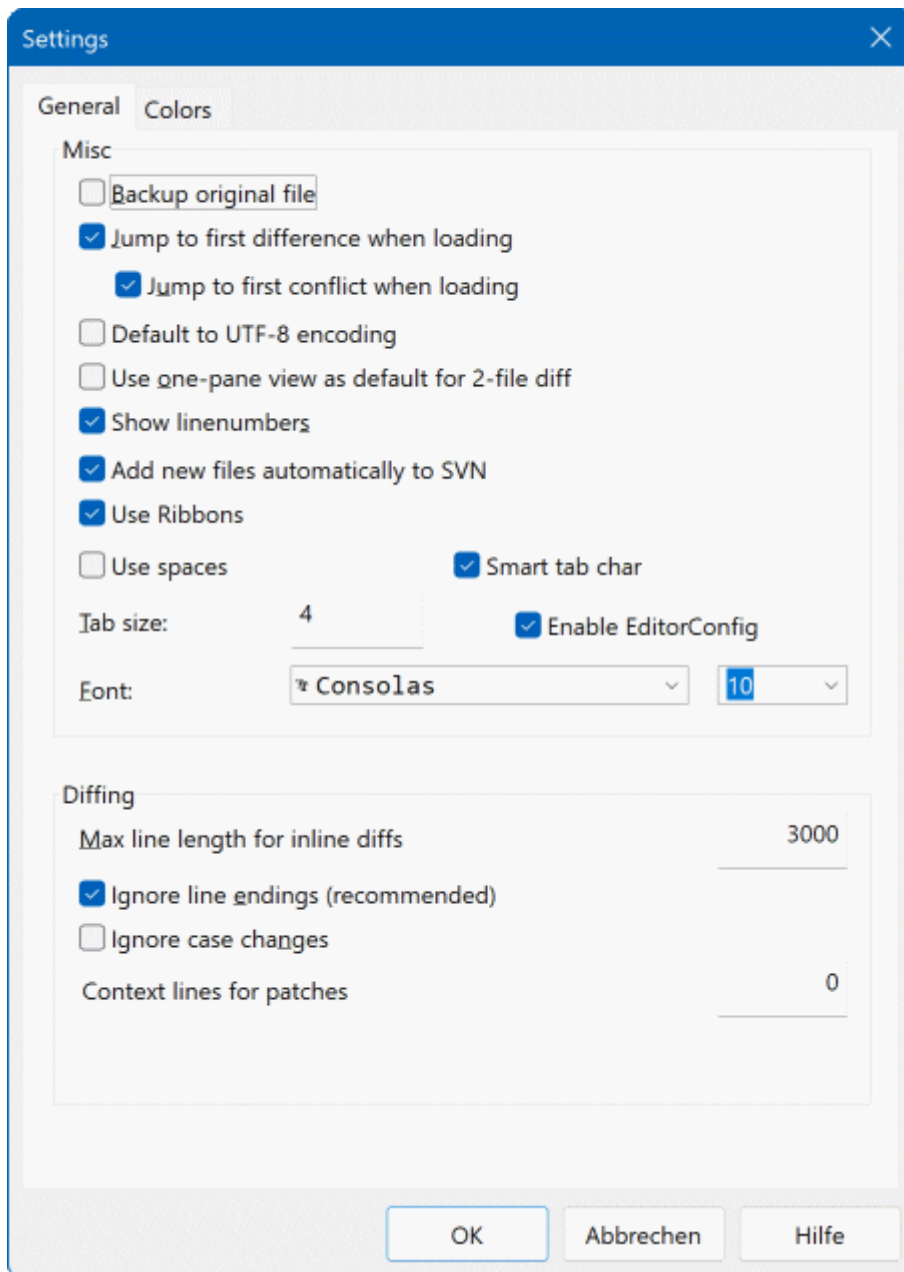 Settings
General Colors
Misc
Backup original file
Jump to first difference when loading
Jump to first conflict when loading
Default to UTF-8 encoding
Use one-pane view as default for 2-file diff
Show linenumbers
Add new files automatically to SVN
Use Ribbons
Use spaces Smart tab char
Tab size: 4 Enable EditorConfig
Font: Consolas 10
Diffing
Max line length for inline diffs 3000
Ignore line endings (recommended)
Ignore case changes
Context lines for patches 0
OK Abbrechen Hilfe